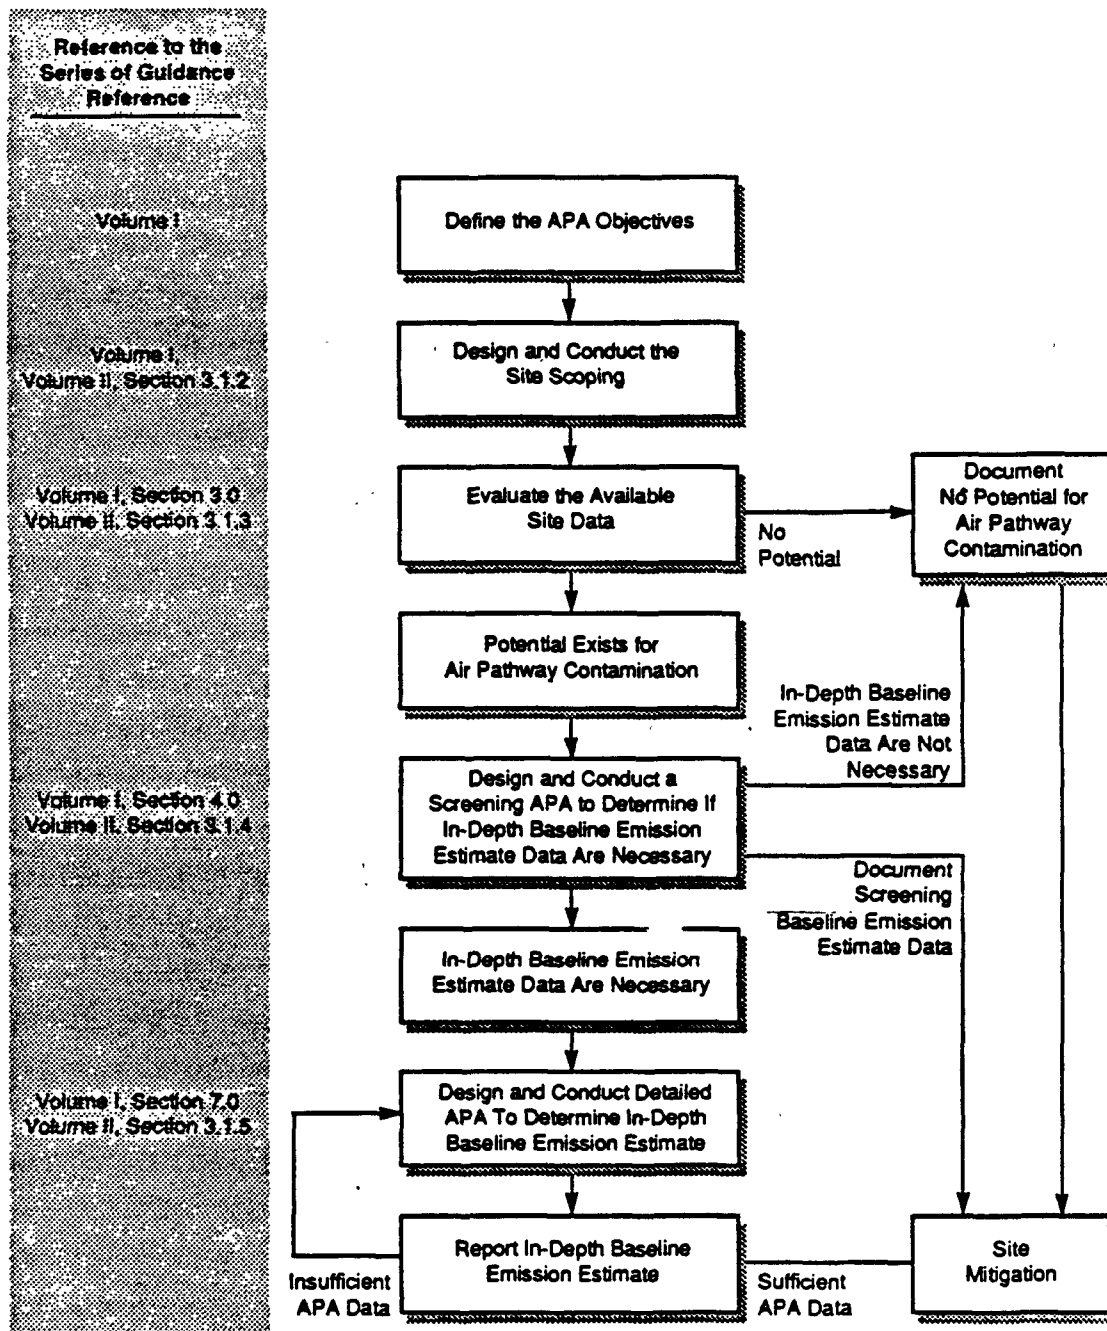 Reference to the
Series of Guidance
Reference
Volume I
Define the APA Objectives
Volume I,
Volume II, Section 3.1.2
Design and Conduct the
Site Scoping
Volume I, Section 3.0
Volume II, Section 3.1.3
Evaluate the Available
Site Data
No
Potential
Document
No Potential for
Air Pathway
Contamination
Potential Exists for
Air Pathway Contamination
In-Depth Baseline
Emission Estimate
Data Are Not
Necessary
Volume I, Section 4.0
Volume II, Section 3.1.4
Design and Conduct a
Screening APA to Determine If
In-Depth Baseline Emission
Estimate Data Are Necessary
Document
Screening
Baseline Emission
Estimate Data
In-Depth Baseline Emission
Estimate Data Are Necessary
Volume I, Section 7.0
Volume II, Section 3.1.5
Design and Conduct Detailed
APA To Determine In-Depth
Baseline Emission Estimate
Report In-Depth Baseline
Emission Estimate
Insufficient
APA Data
Sufficient
APA Data
Site
Mitigation